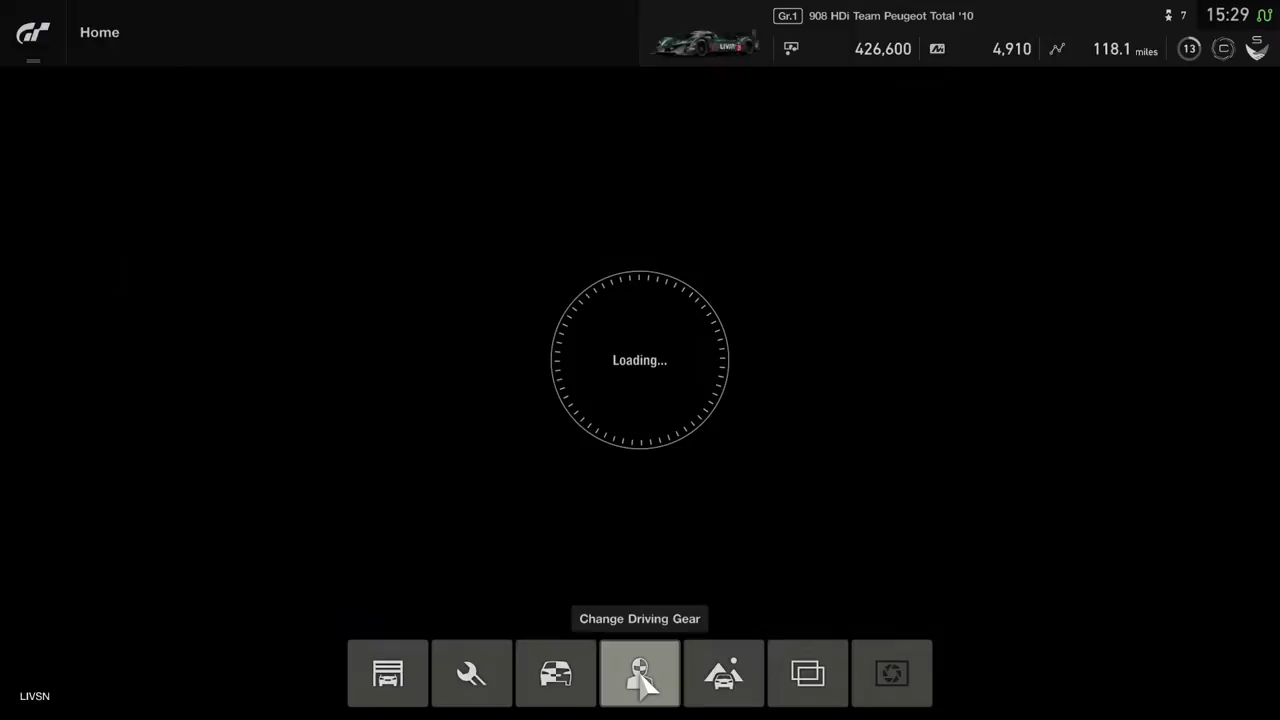 Home
Gr.1 908 HDi Team Peugeot Total '10
7 15:29
LIVIN
426,600 4,910 118.1 miles 13 C S
Loading...
Change Driving Gear
LIVSN